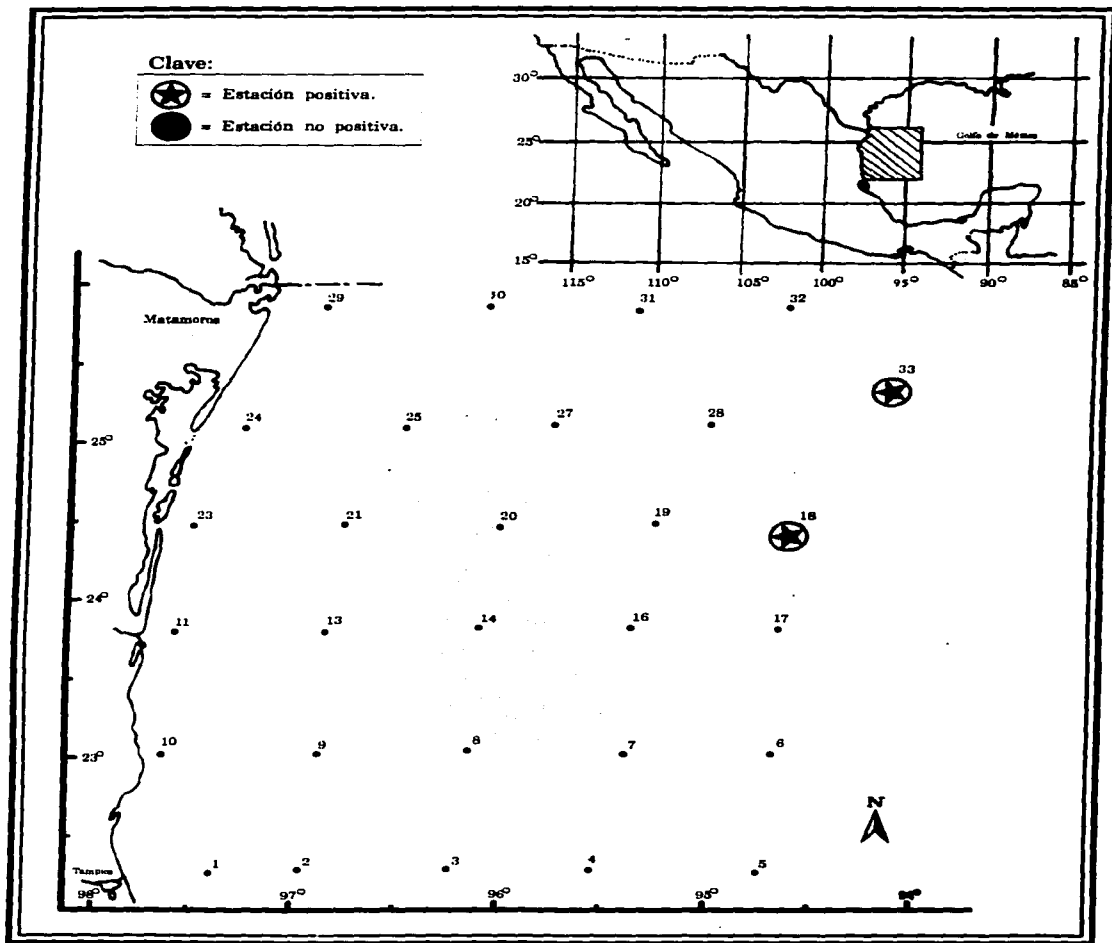 Clave:
= Estación positiva.
= Estación no positiva.
30°
25°
20°
15°
Golfo de México
115° 110° 105° 100° 95° 90° 85°
29 31 32
Matamoros
33
24 25 27 28
25°
23 21 20 19 18
24°
11 13 14 16 17
10 9 8 7 6
23°
N
Tampico
1 2 3 4 5
98° 97° 96° 95° 94°